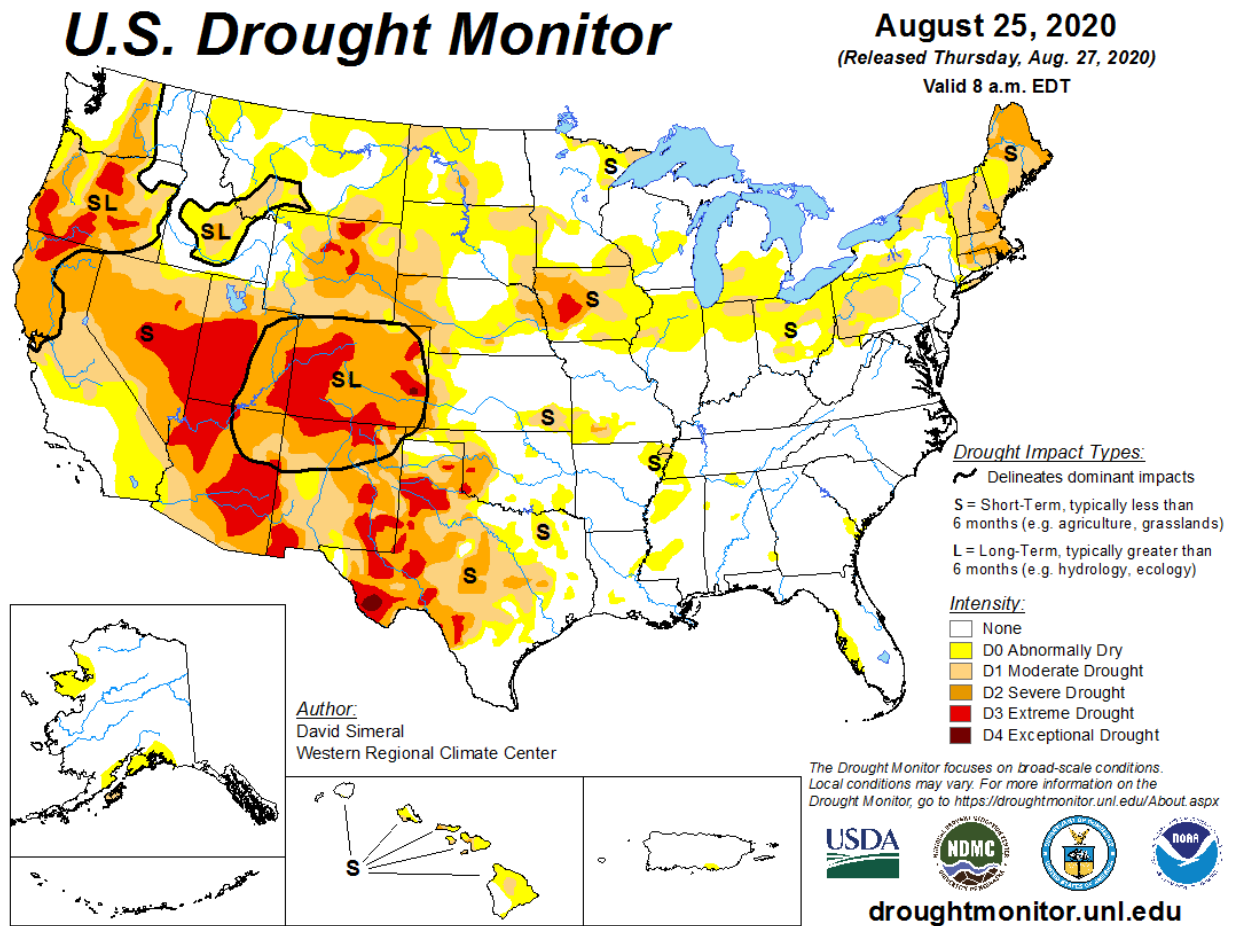 U.S. Drought Monitor
August 25, 2020
(Released Thursday, Aug. 27, 2020)
Valid 8 a.m. EDT
S
S
SL
SL
S
S
S
SL
S
S
S
S
S
Drought Impact Types:
Delineates dominant impacts
S = Short-Term, typically less than
6 months (e.g. agriculture, grasslands)
L = Long-Term, typically greater than
6 months (e.g. hydrology, ecology)
Intensity:
None
D0 Abnormally Dry
D1 Moderate Drought
D2 Severe Drought
D3 Extreme Drought
D4 Exceptional Drought
Author:
David Simeral
Western Regional Climate Center
S
The Drought Monitor focuses on broad-scale conditions.
Local conditions may vary. For more information on the
Drought Monitor, go to https://droughtmonitor.unl.edu/About.aspx
USDA
NDMC
NOAA
droughtmonitor.unl.edu